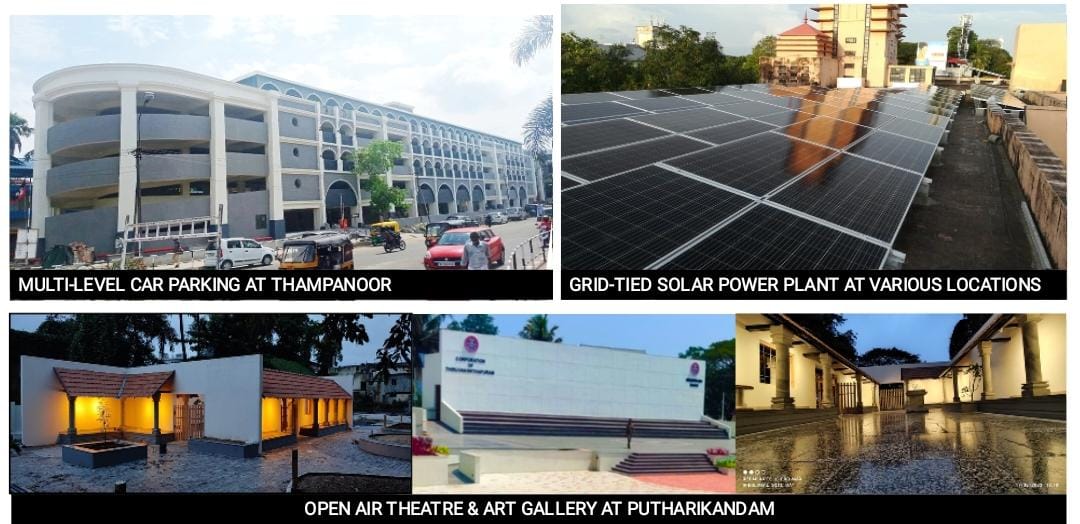 MULTI-LEVEL CAR PARKING AT THAMPANOOR
GRID-TIED SOLAR POWER PLANT AT VARIOUS LOCATIONS
CORPORATION
OF
THIRUVANANTHAPURAM
OPEN AIR THEATRE & ART GALLERY AT PUTHARIKANDAM